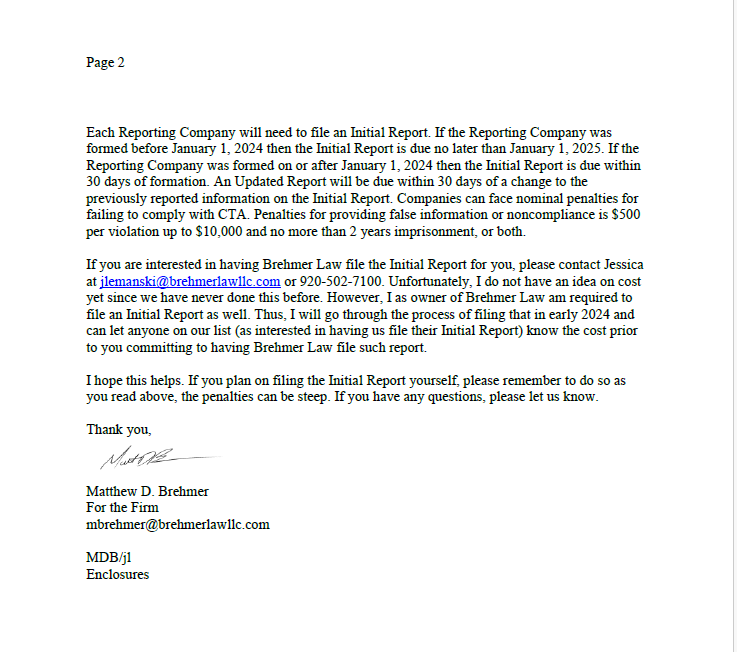 Page 2
Each Reporting Company will need to file an Initial Report. If the Reporting Company was
formed before January 1, 2024 then the Initial Report is due no later than January 1, 2025. If the
Reporting Company was formed on or after January 1, 2024 then the Initial Report is due within
30 days of formation. An Updated Report will be due within 30 days of a change to the
previously reported information on the Initial Report. Companies can face nominal penalties for
failing to comply with CTA. Penalties for providing false information or noncompliance is $500
per violation up to $10,000 and no more than 2 years imprisonment, or both.
If you are interested in having Brehmer Law file the Initial Report for you, please contact Jessica
at jlemanski@brehmerlawllc.com or 920-502-7100. Unfortunately, I do not have an idea on cost
yet since we have never done this before. However, I as owner of Brehmer Law am required to
file an Initial Report as well. Thus, I will go through the process of filing that in early 2024 and
can let anyone on our list (as interested in having us file their Initial Report) know the cost prior
to you committing to having Brehmer Law file such report.
I hope this helps. If you plan on filing the Initial Report yourself, please remember to do so as
you read above, the penalties can be steep. If you have any questions, please let us know.
Thank you,
Matthew D. Brehmer
For the Firm
mbrehmer@brehmerlawllc.com
MDB/jl
Enclosures